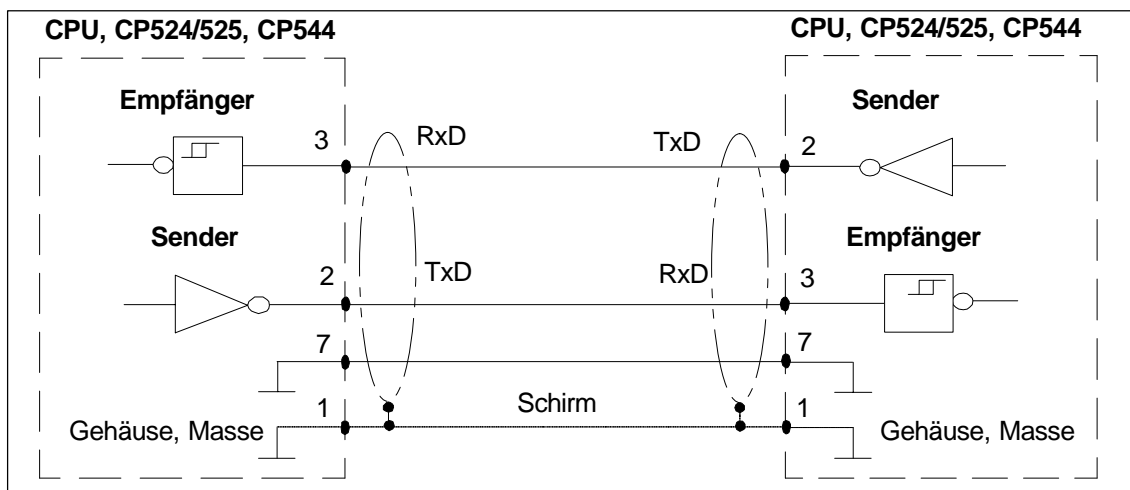 CPU, CP524/525, CP544
CPU, CP524/525, CP544
Empfänger
Sender
3
RxD
TxD
2
Sender
Empfänger
2
TxD
RxD
3
7
7
1
Schirm
1
Gehäuse, Masse
Gehäuse, Masse